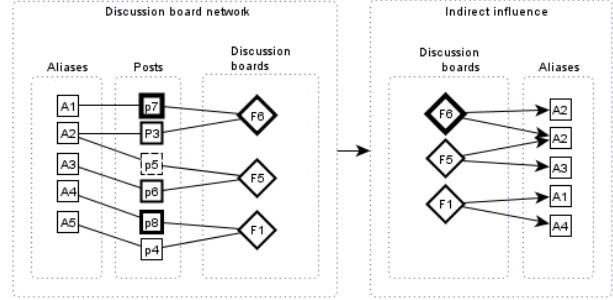 Discussion board network
Indirect influence
Aliases
Posts
Discussion
boards
A1
A2
A3
A4
A5
p7
P3
p5
p6
p8
p4
F6
F5
F1
Discussion
boards
Aliases
F6
F5
F1
A2
A2
A3
A1
A4